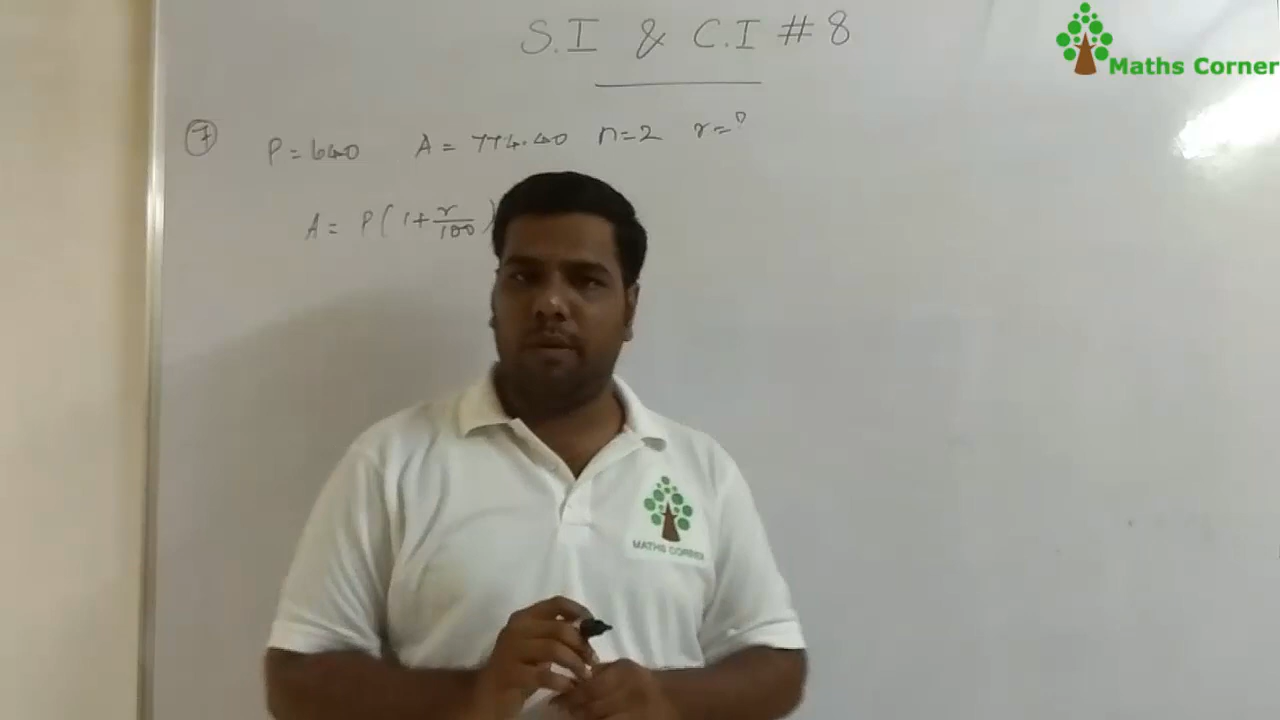 S.I & C.I # 8
Maths Corner
7 P = 640 A = 774.40 n=2 r=?
A = P(1+r/100)
MATHS CORNER